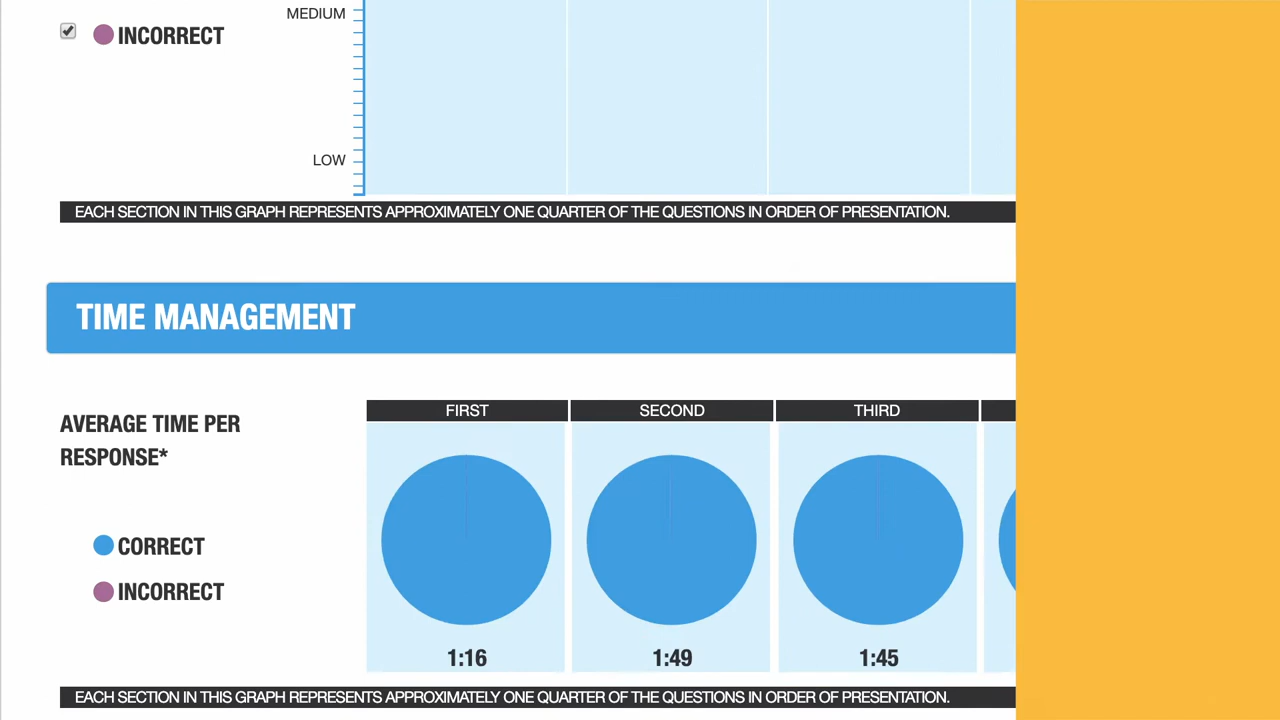 MEDIUM
INCORRECT
LOW
EACH SECTION IN THIS GRAPH REPRESENTS APPROXIMATELY ONE QUARTER OF THE QUESTIONS IN ORDER OF PRESENTATION.
TIME MANAGEMENT
AVERAGE TIME PER
RESPONSE*
FIRST SECOND THIRD
CORRECT
INCORRECT
1:16 1:49 1:45
EACH SECTION IN THIS GRAPH REPRESENTS APPROXIMATELY ONE QUARTER OF THE QUESTIONS IN ORDER OF PRESENTATION.